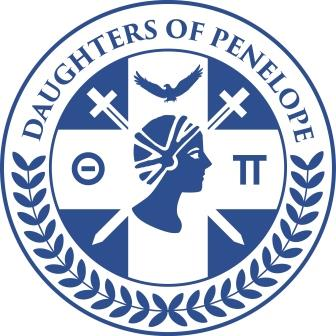 DAUGHTERS OF PENELOPE
Θ π